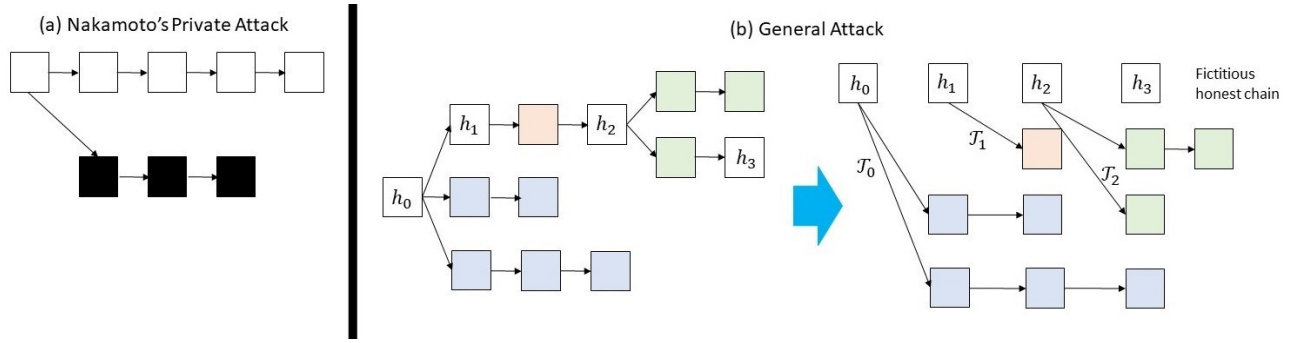 (a) Nakamoto's Private Attack
(b) General Attack
h₀
h₁
h₂
h₃
h₀
h₁
h₂
h₃
Fictitious
honest chain
𝒯₁
𝒯₀
𝒯₂